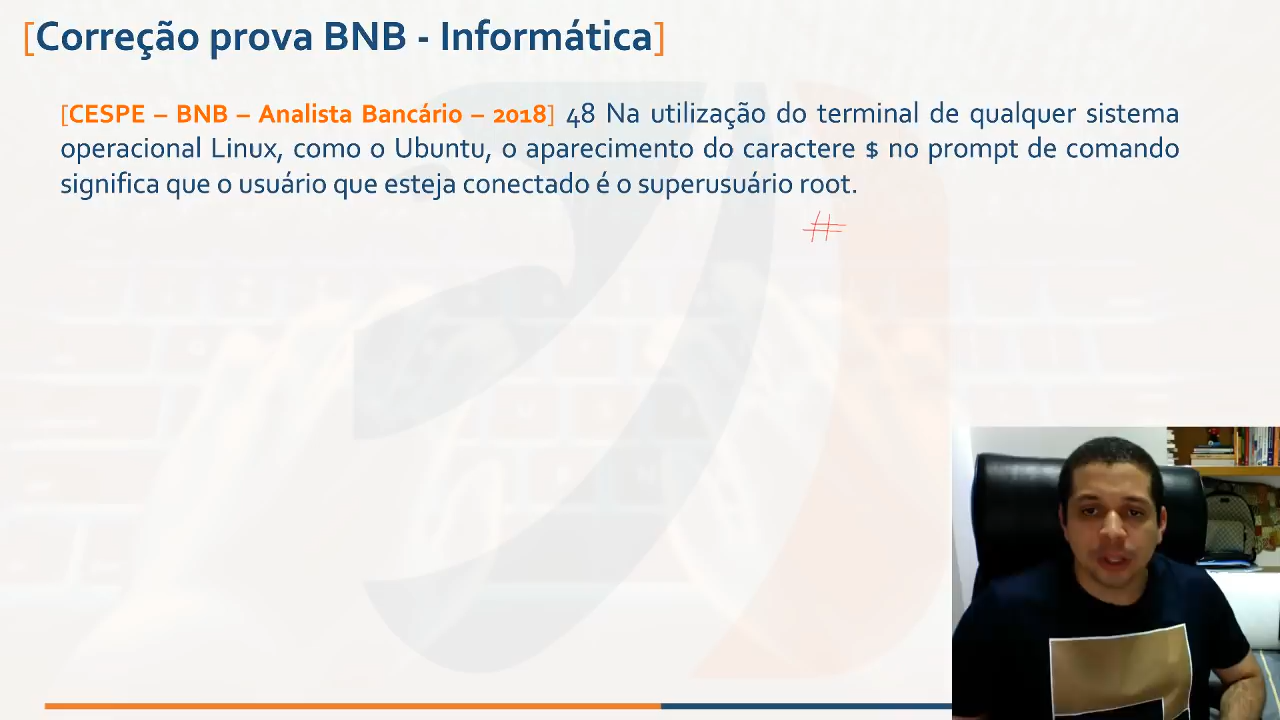 [Correção prova BNB - Informática]
[CESPE – BNB – Analista Bancário – 2018] 48 Na utilização do terminal de qualquer sistema
operacional Linux, como o Ubuntu, o aparecimento do caractere $ no prompt de comando
significa que o usuário que esteja conectado é o superusuário root.
#